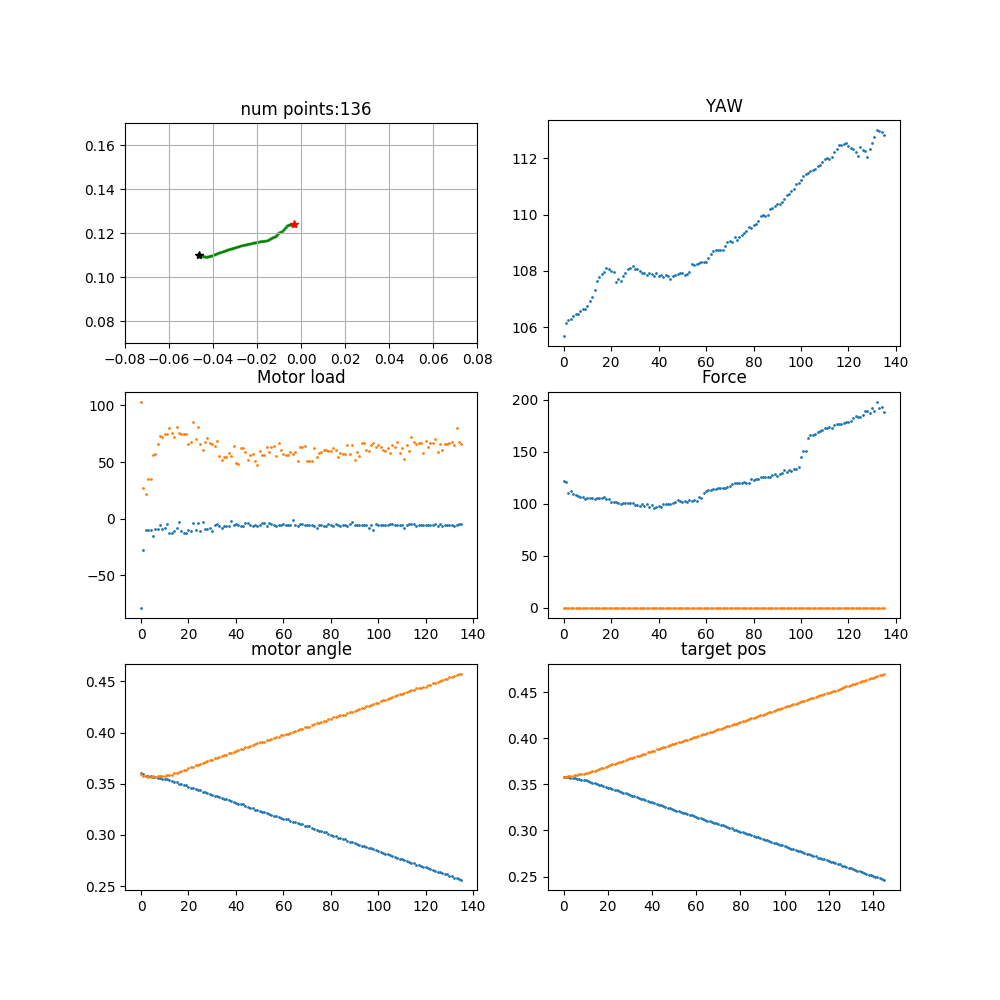 num points:136
0.16
0.14
0.12
0.10
0.08
−0.08 −0.06 −0.04 −0.02 0.00 0.02 0.04 0.06 0.08
YAW
112
110
108
106
0 20 40 60 80 100 120 140
Motor load
100
50
0
−50
0 20 40 60 80 100 120 140
Force
200
150
100
50
0
0 20 40 60 80 100 120 140
motor angle
0.45
0.40
0.35
0.30
0.25
0 20 40 60 80 100 120 140
target pos
0.45
0.40
0.35
0.30
0.25
0 20 40 60 80 100 120 140